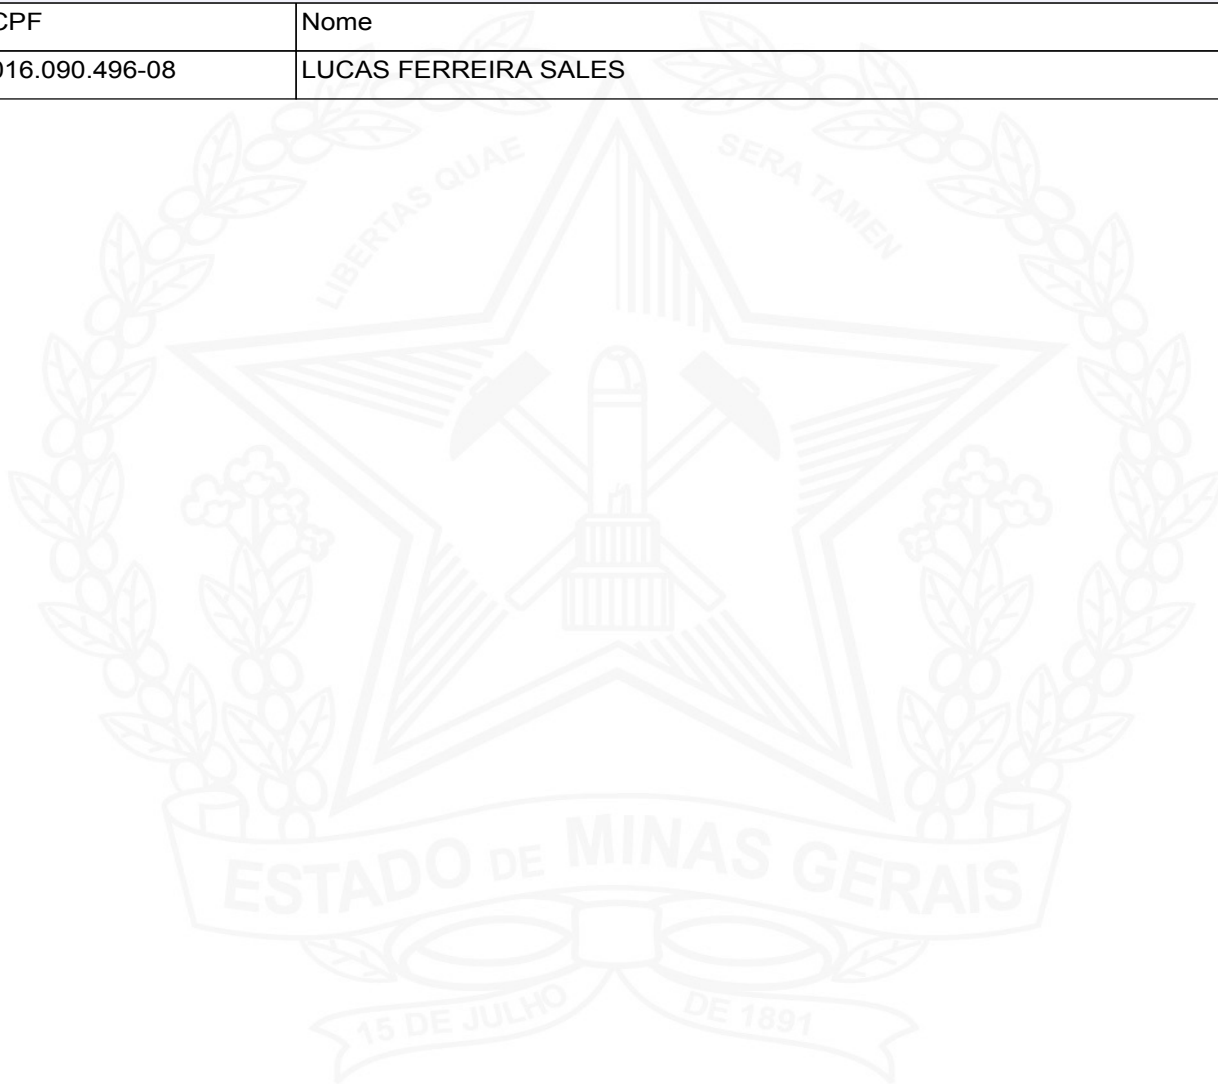 CPF Nome
016.090.496-08 LUCAS FERREIRA SALES
LIBERTAS QUAE SERA TAMEN
ESTADO DE MINAS GERAIS
15 DE JULHO DE 1891